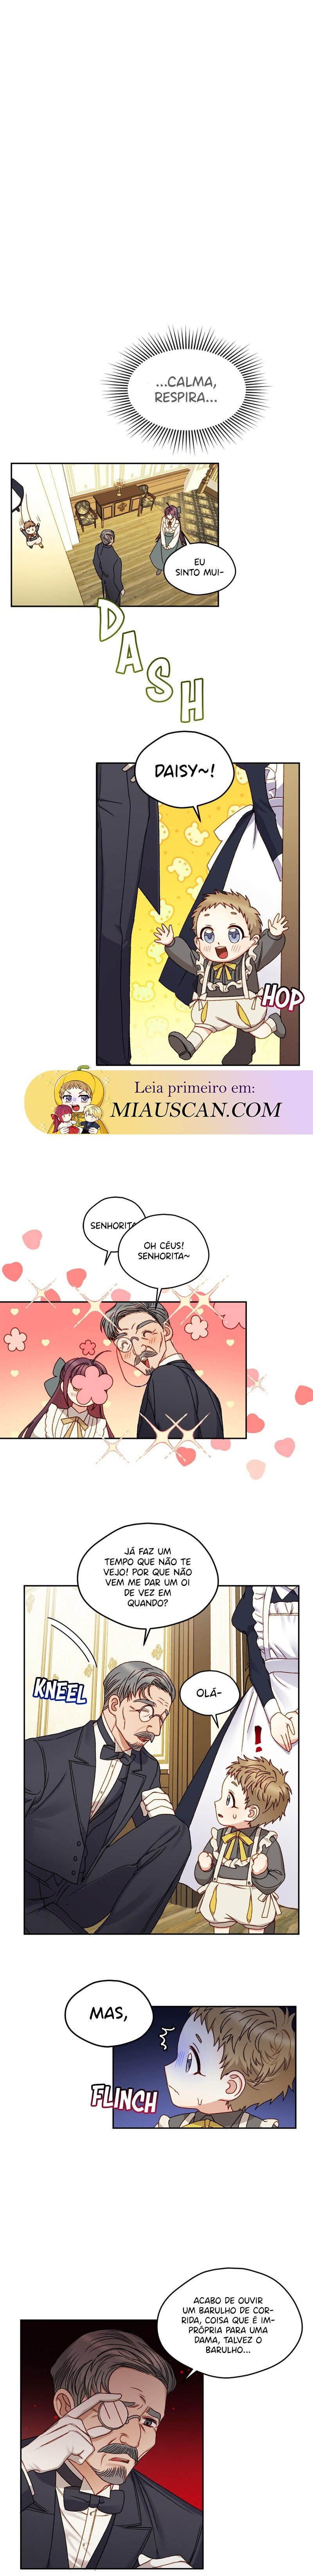 ...CALMA,
RESPIRA...
EU
SINTO MUI-
DASH
DAISY~!
HOP
Leia primeiro em:
MIAUSCAN.COM
SENHORITA
OH CÉUS!
SENHORITA~
JÁ FAZ UM
TEMPO QUE NÃO TE
VEJO! POR QUE NÃO
VEM ME DAR UM OI
DE VEZ EM
QUANDO?
KNEEL
OLÁ-
!
MAS,
FLINCH
ACABO DE OUVIR
UM BARULHO DE COR-
RIDA, COISA QUE É IM-
PRÓPRIA PARA UMA
DAMA, TALVEZ O
BARULHO...